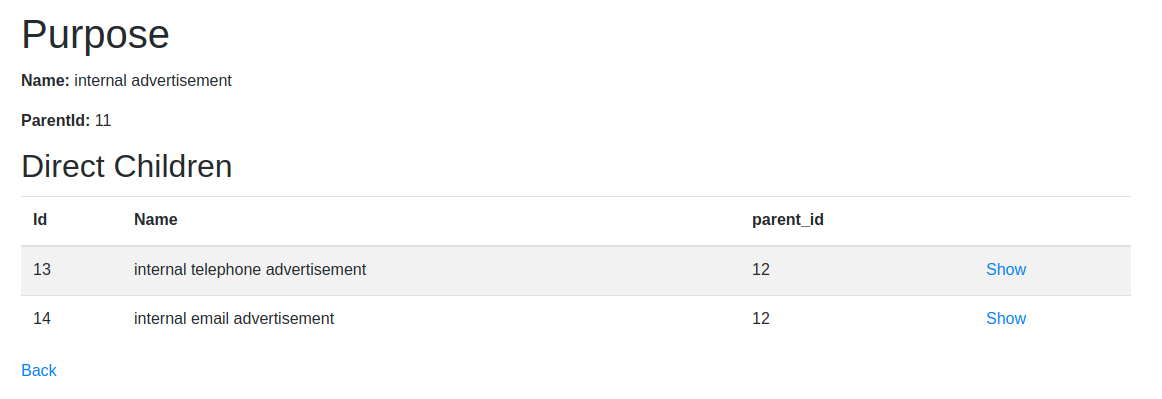 Purpose
Name: internal advertisement
ParentId: 11
Direct Children
Id Name parent_id
13 internal telephone advertisement 12 Show
14 internal email advertisement 12 Show
Back